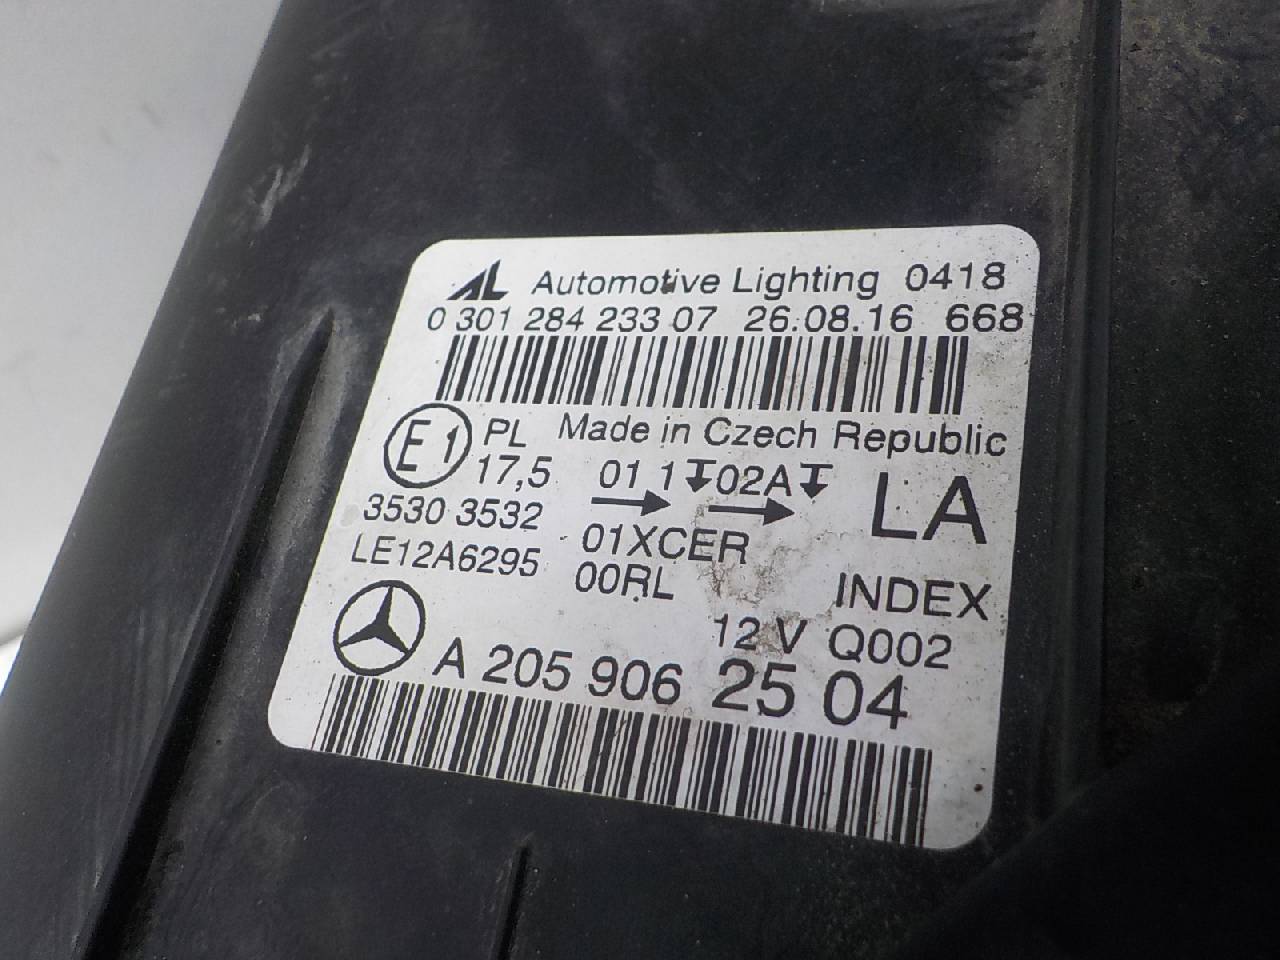 AL Automotive Lighting 0418
0 301 284 233 07 26.08.16 668
E1 PL Made in Czech Republic
17,5 01 1 02A LA
3530 3532 01XCER
LE12A6295 00RL INDEX
12 V Q002
A 205 906 25 04